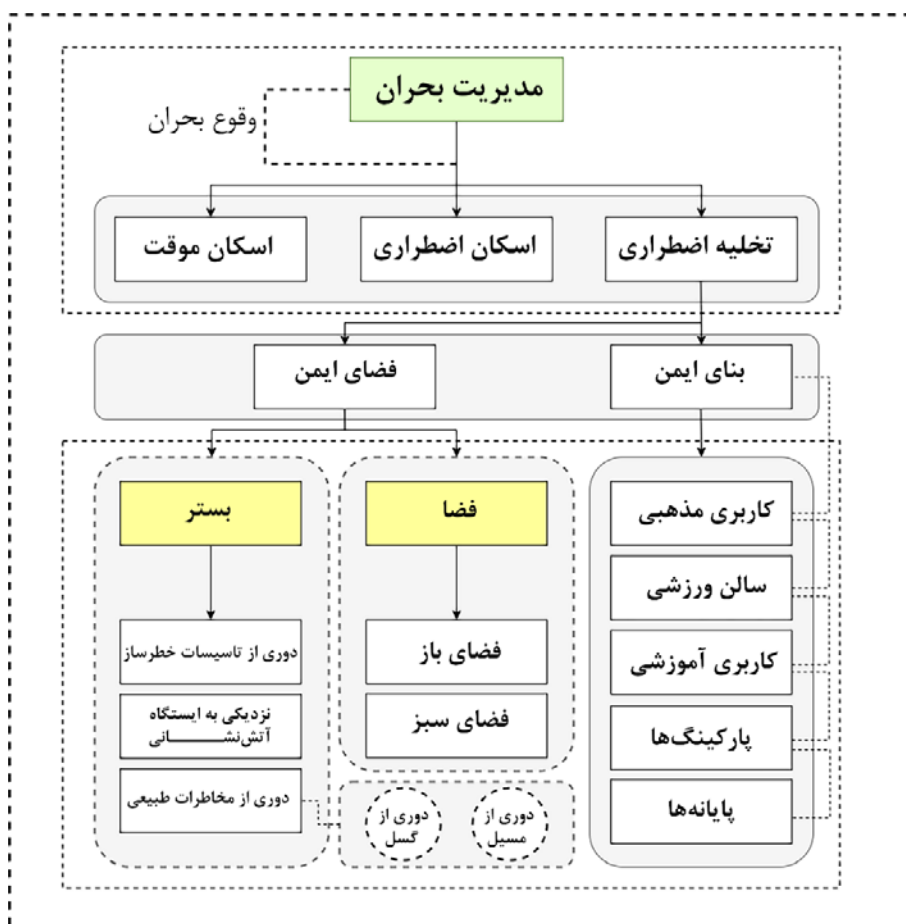 مدیریت بحران
وقوع بحران
تخلیه اضطراری
اسکان اضطراری
اسکان موقت
بنای ایمن
فضای ایمن
کاربری مذهبی
سالن ورزشی
کاربری آموزشی
پارکینگ‌ها
پایانه‌ها
فضا
فضای باز
فضای سبز
دوری از
مسیل
دوری از
گسل
بستر
دوری از تاسیسات خطرساز
نزدیکی به ایستگاه
آتش‌نشـــــــــانی
دوری از مخاطرات طبیعی